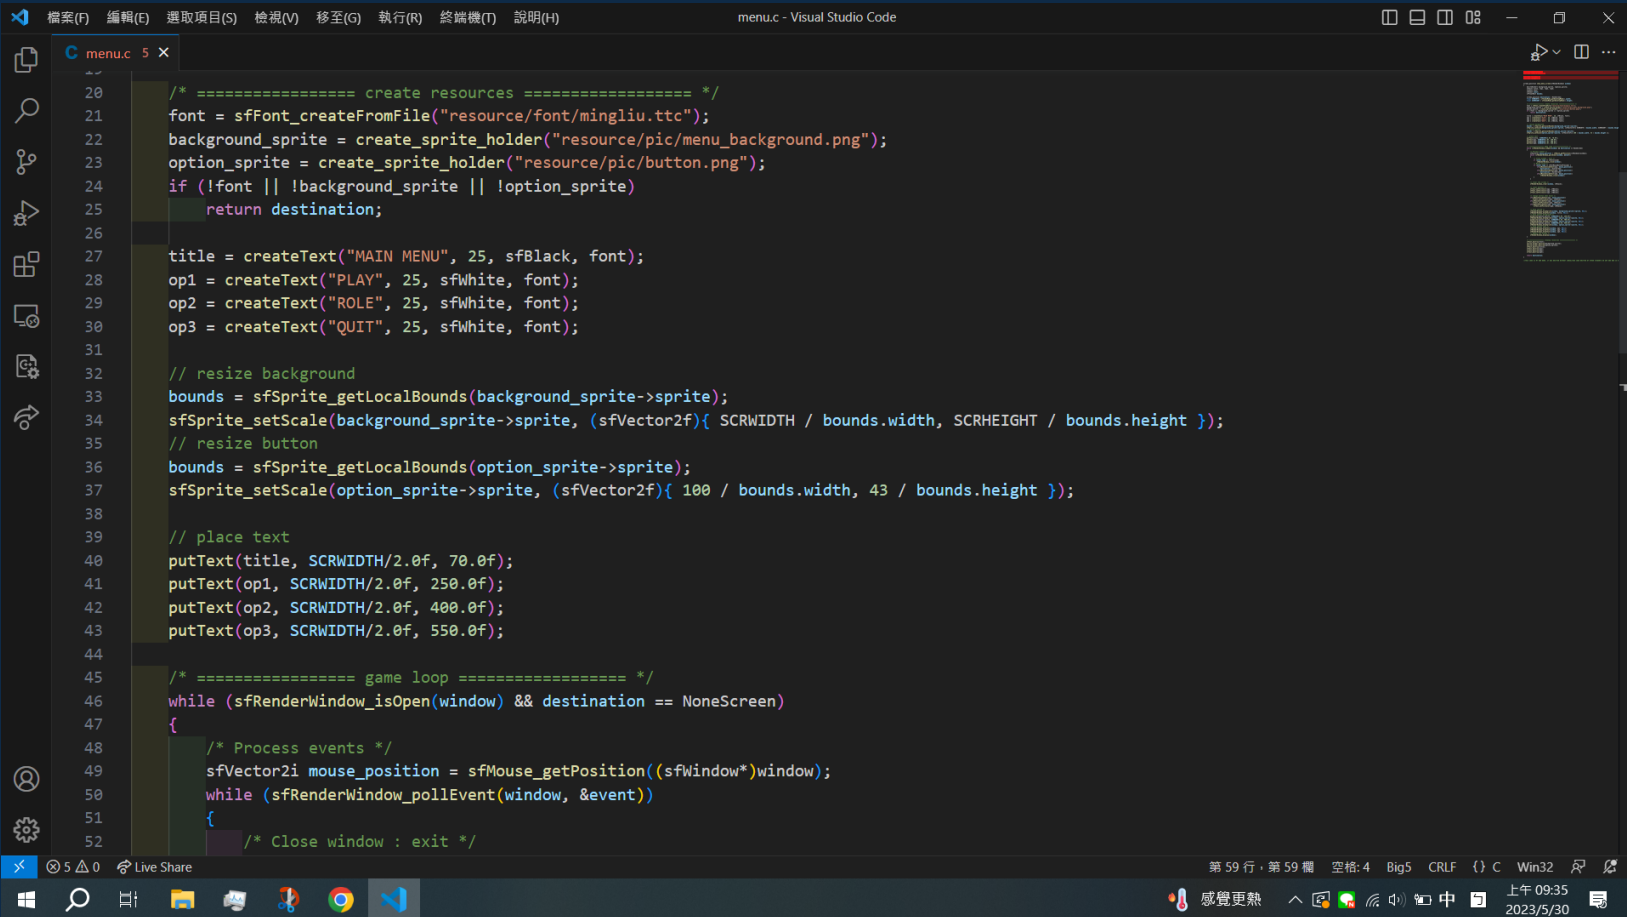 檔案(F) 編輯(E) 選取項目(S) 檢視(V) 移至(G) 執行(R) 終端機(T) 說明(H) menu.c - Visual Studio Code
C menu.c 5
19
20 /* ================= create resources ================== */
21 font = sfFont_createFromFile("resource/font/mingliu.ttc");
22 background_sprite = create_sprite_holder("resource/pic/menu_background.png");
23 option_sprite = create_sprite_holder("resource/pic/button.png");
24 if (!font || !background_sprite || !option_sprite)
25 return destination;
26
27 title = createText("MAIN MENU", 25, sfBlack, font);
28 op1 = createText("PLAY", 25, sfWhite, font);
29 op2 = createText("ROLE", 25, sfWhite, font);
30 op3 = createText("QUIT", 25, sfWhite, font);
31
32 // resize background
33 bounds = sfSprite_getLocalBounds(background_sprite->sprite);
34 sfSprite_setScale(background_sprite->sprite, (sfVector2f){ SCRWIDTH / bounds.width, SCRHEIGHT / bounds.height });
35 // resize button
36 bounds = sfSprite_getLocalBounds(option_sprite->sprite);
37 sfSprite_setScale(option_sprite->sprite, (sfVector2f){ 100 / bounds.width, 43 / bounds.height });
38
39 // place text
40 putText(title, SCRWIDTH/2.0f, 70.0f);
41 putText(op1, SCRWIDTH/2.0f, 250.0f);
42 putText(op2, SCRWIDTH/2.0f, 400.0f);
43 putText(op3, SCRWIDTH/2.0f, 550.0f);
44
45 /* ================= game loop ================== */
46 while (sfRenderWindow_isOpen(window) && destination == NoneScreen)
47 {
48 /* Process events */
49 sfVector2i mouse_position = sfMouse_getPosition((sfWindow*)window);
50 while (sfRenderWindow_pollEvent(window, &event))
51 {
52 /* Close window : exit */
5 0 Live Share 第 59 行，第 59 欄 空格: 4 Big5 CRLF {} C Win32
感覺更熱 中 上午 09:35
2023/5/30